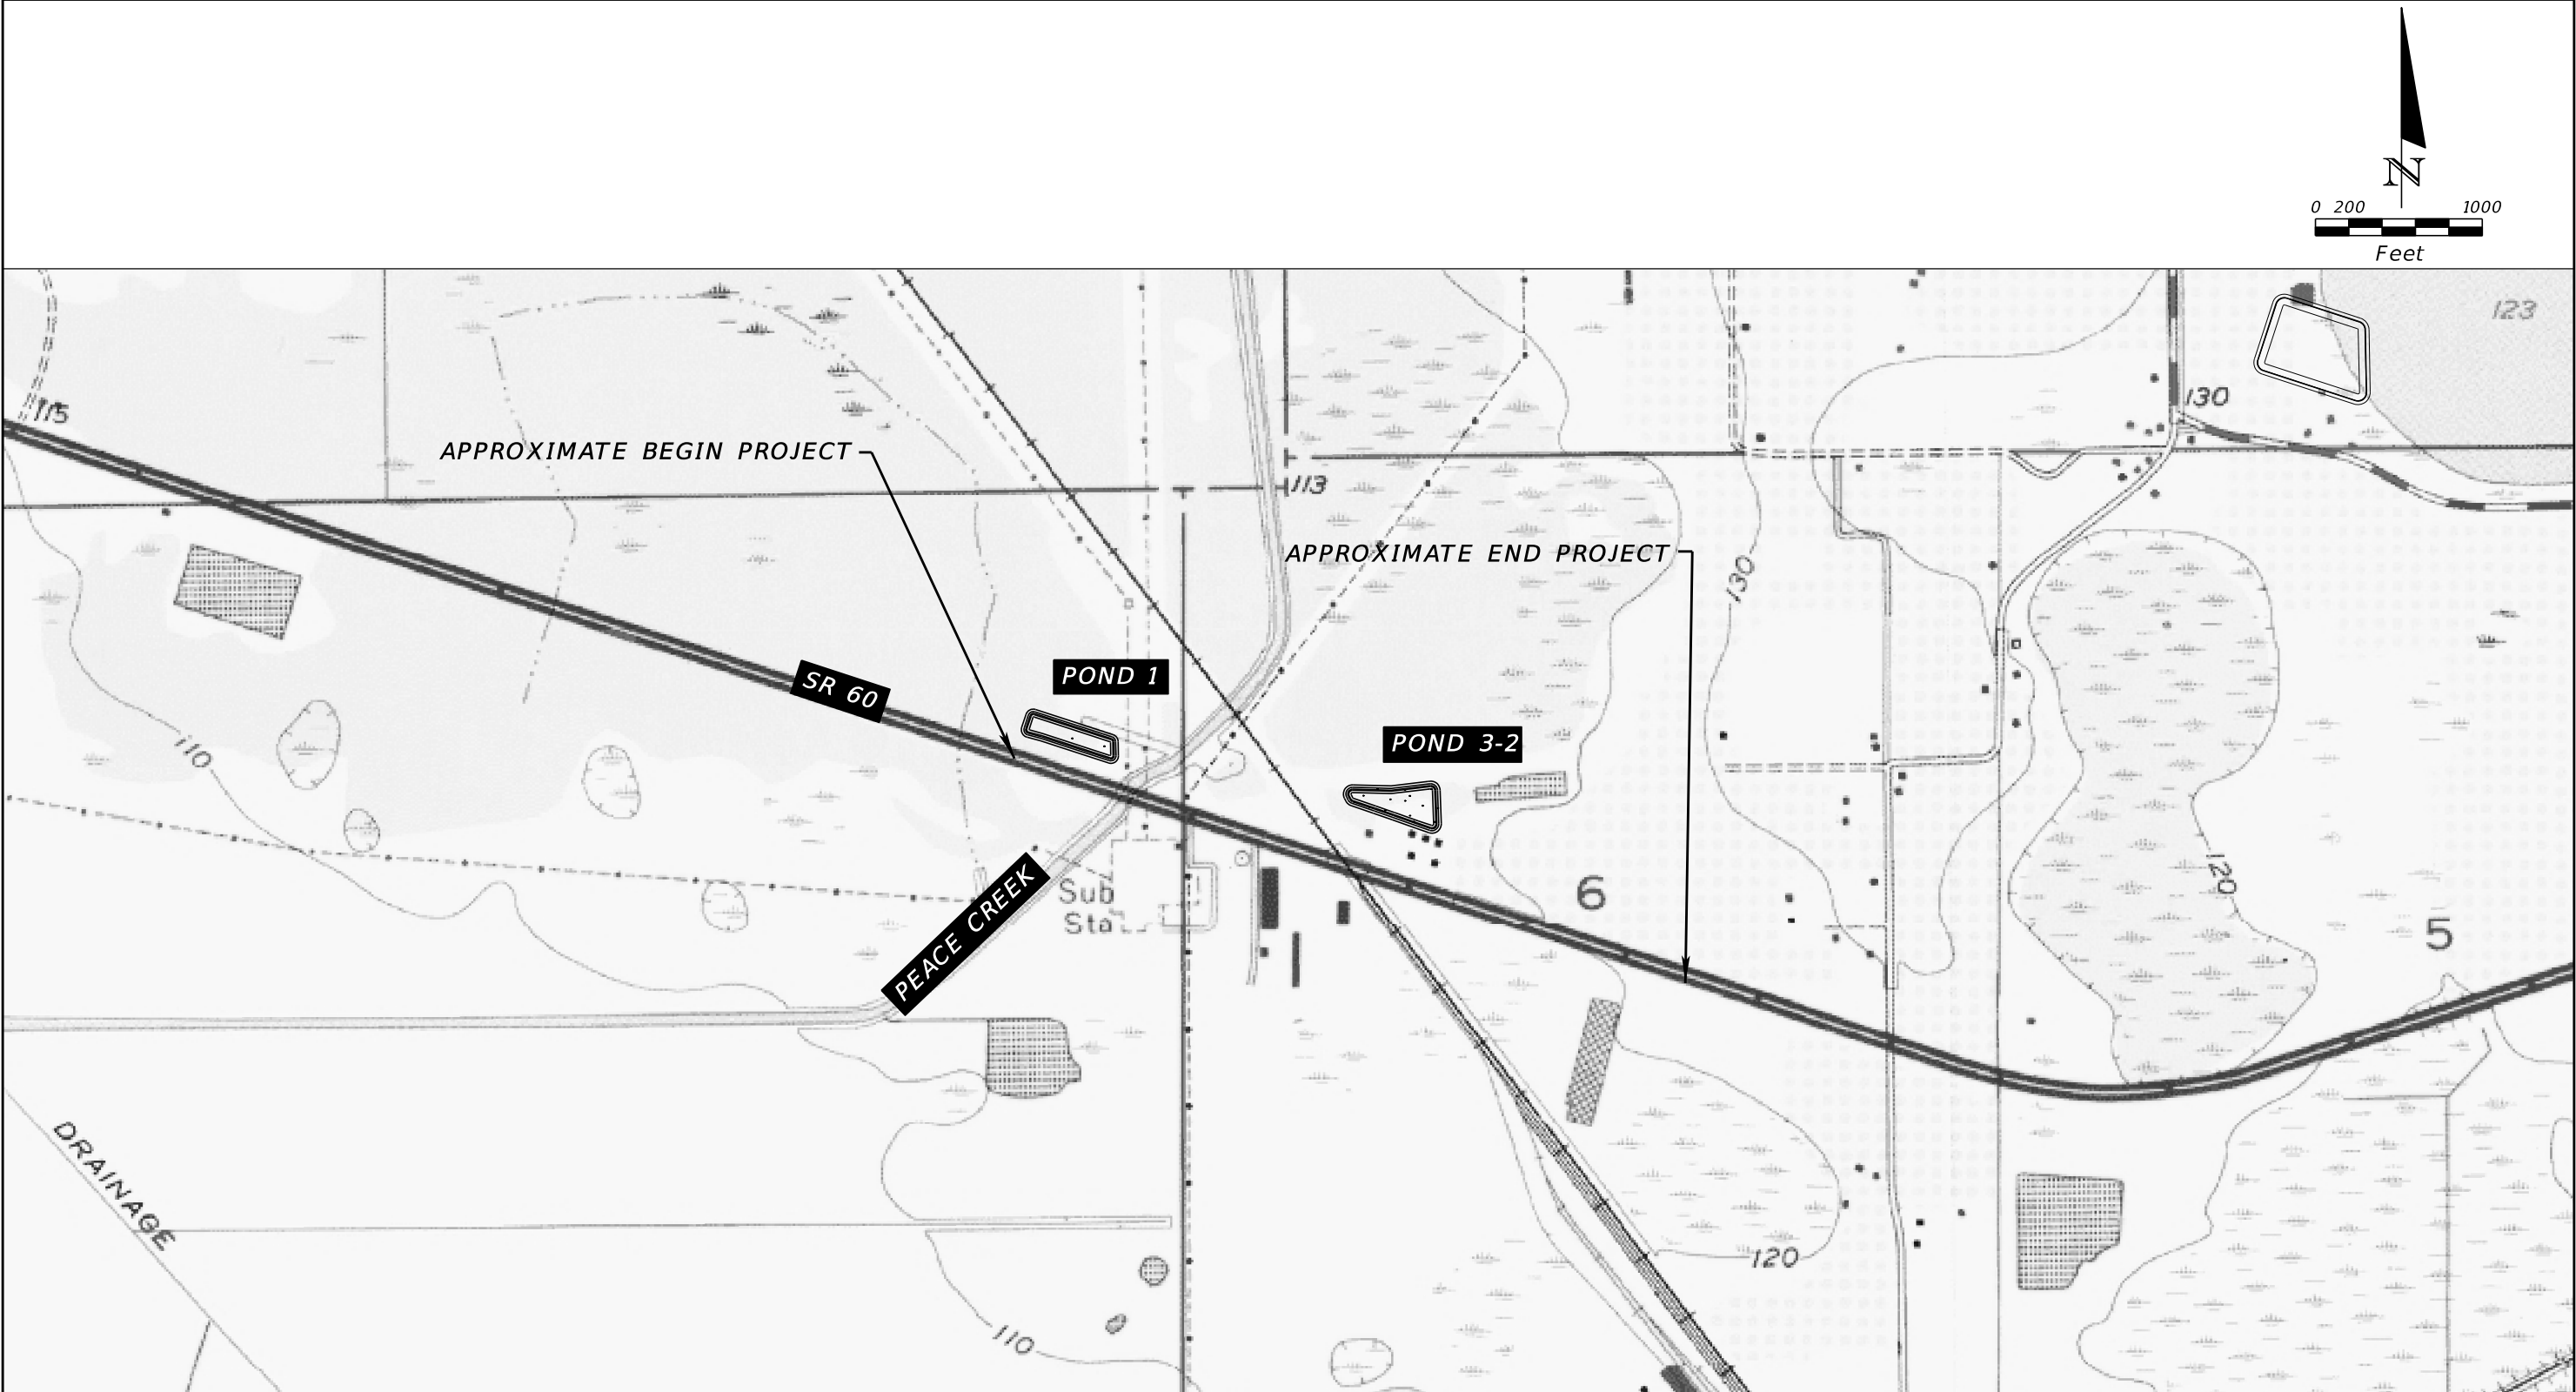 N
0 200 1000
Feet
123
130
115
APPROXIMATE BEGIN PROJECT
113
APPROXIMATE END PROJECT
130
POND 1
SR 60
POND 3-2
110
120
6
PEACE CREEK
Sub
Sta
5
DRAINAGE
120
110